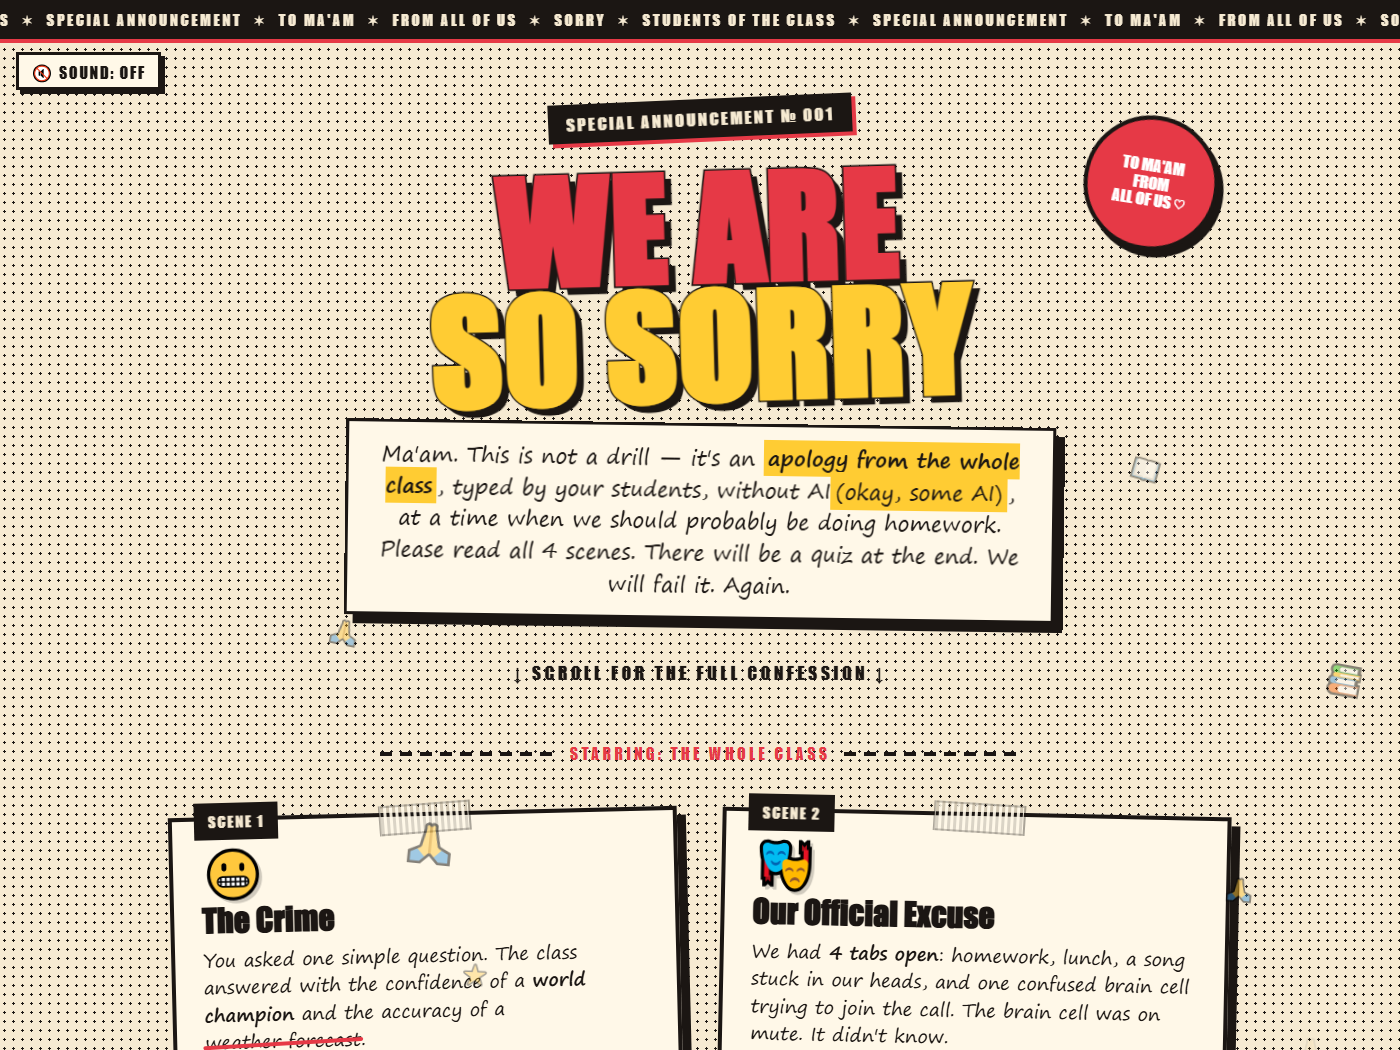 S ✶ SPECIAL ANNOUNCEMENT ✶ TO MA'AM ✶ FROM ALL OF US ✶ SORRY ✶ STUDENTS OF THE CLASS ✶ SPECIAL ANNOUNCEMENT ✶ TO MA'AM ✶ FROM ALL OF US ✶ SO
SOUND: OFF
SPECIAL ANNOUNCEMENT № 001
TO MA'AM
FROM
ALL OF US ♡
WE ARE
SO SORRY
Ma'am. This is not a drill — it's an apology from the whole
class, typed by your students, without AI (okay, some AI),
at a time when we should probably be doing homework.
Please read all 4 scenes. There will be a quiz at the end. We
will fail it. Again.
↓ SCROLL FOR THE FULL CONFESSION ↓
STARRING: THE WHOLE CLASS
SCENE 1
The Crime
You asked one simple question. The class
answered with the confidence of a world
champion and the accuracy of a
weather forecast.
SCENE 2
Our Official Excuse
We had 4 tabs open: homework, lunch, a song
stuck in our heads, and one confused brain cell
trying to join the call. The brain cell was on
mute. It didn't know.